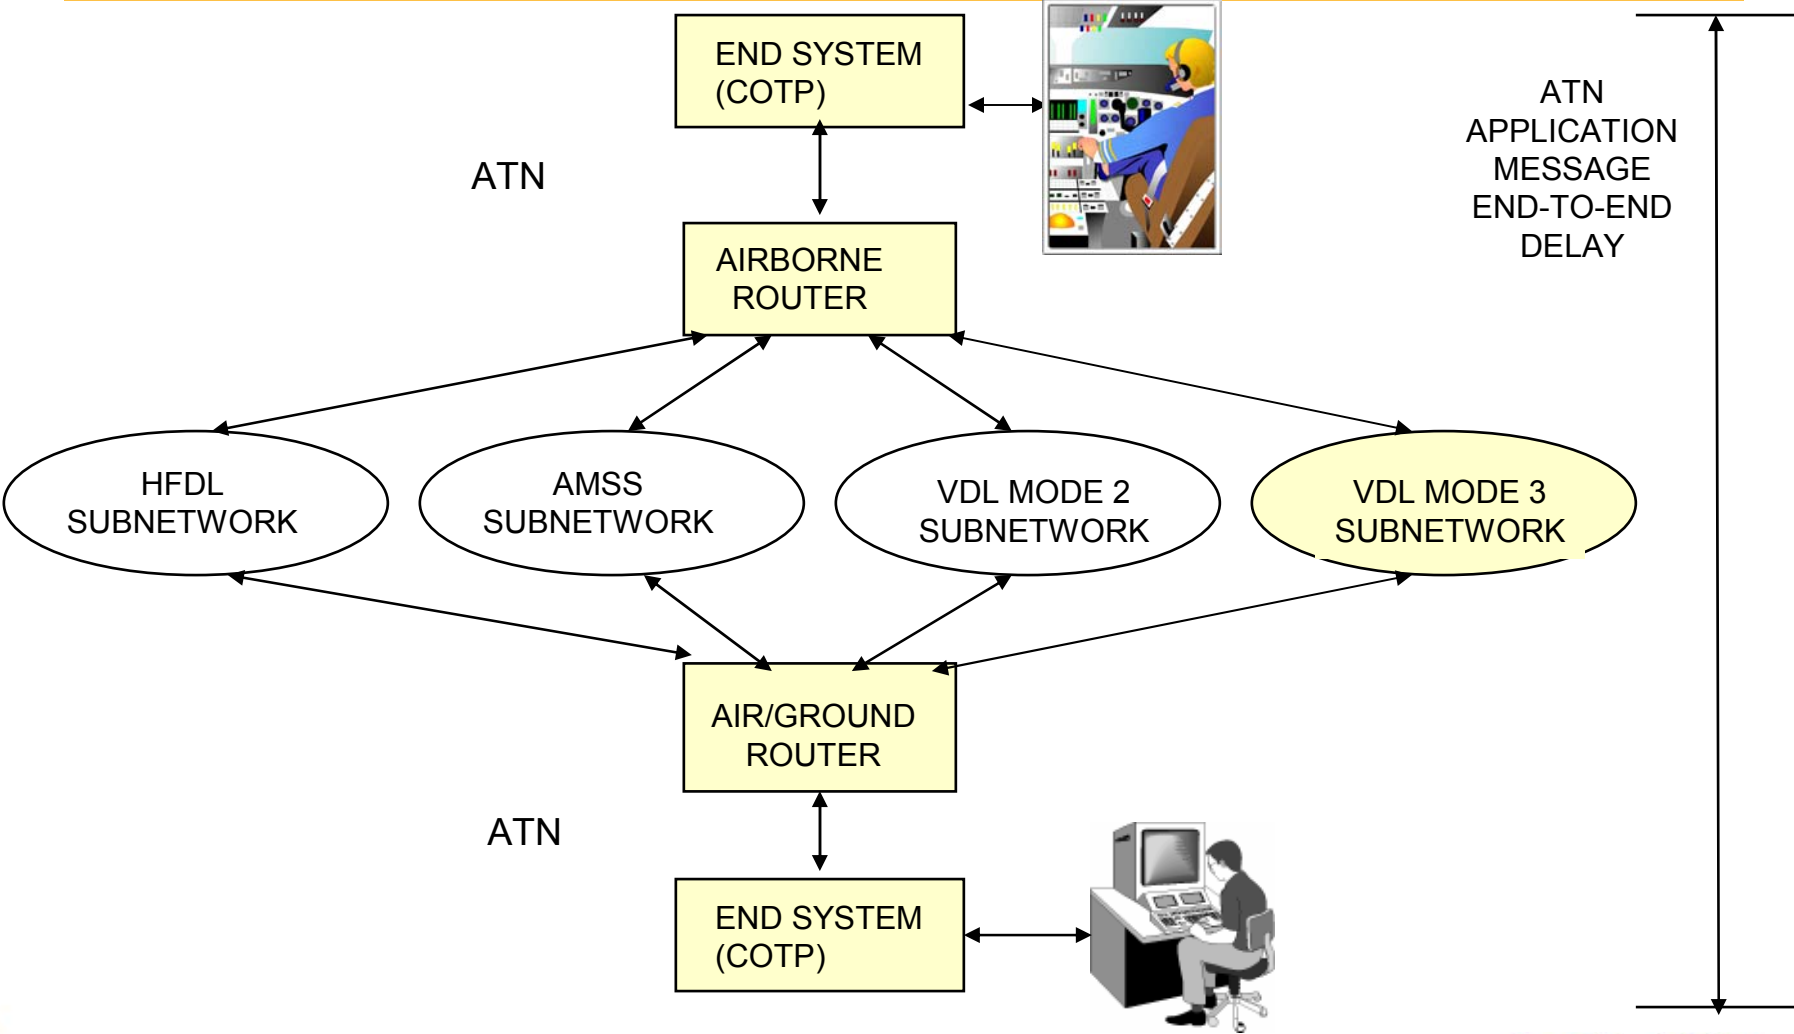 END SYSTEM
(COTP)
ATN
APPLICATION
MESSAGE
END-TO-END
DELAY
ATN
AIRBORNE
ROUTER
HFDL
SUBNETWORK
AMSS
SUBNETWORK
VDL MODE 2
SUBNETWORK
VDL MODE 3
SUBNETWORK
AIR/GROUND
ROUTER
ATN
END SYSTEM
(COTP)